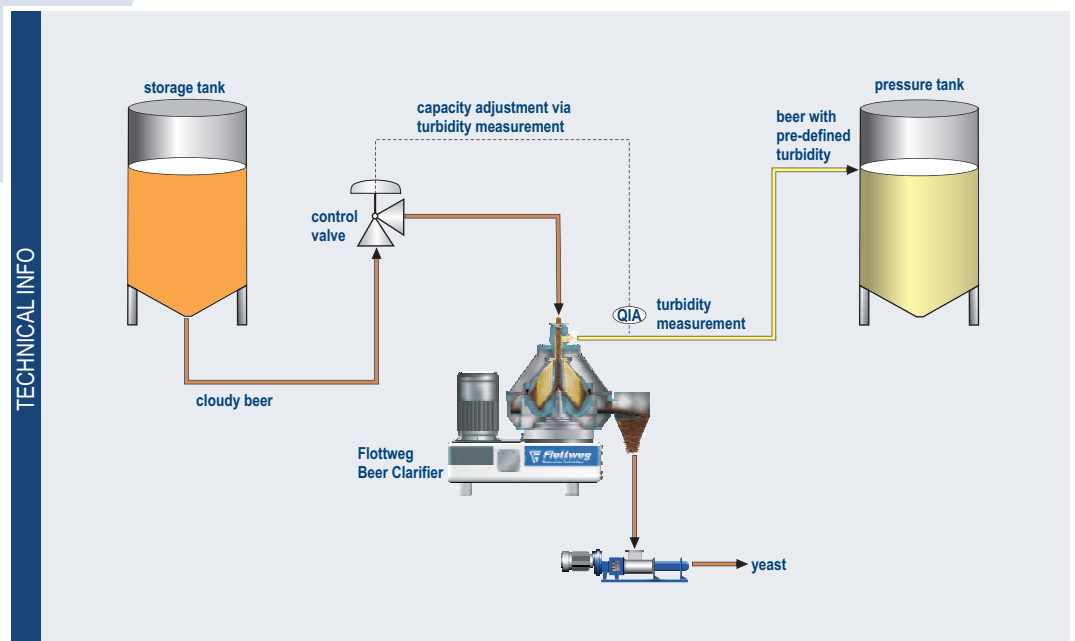 TECHNICAL INFO
storage tank
pressure tank
capacity adjustment via
turbidity measurement
beer with
pre-defined
turbidity
control
valve
QIA
turbidity
measurement
cloudy beer
Flottweg
Beer Clarifier
Flottweg
yeast